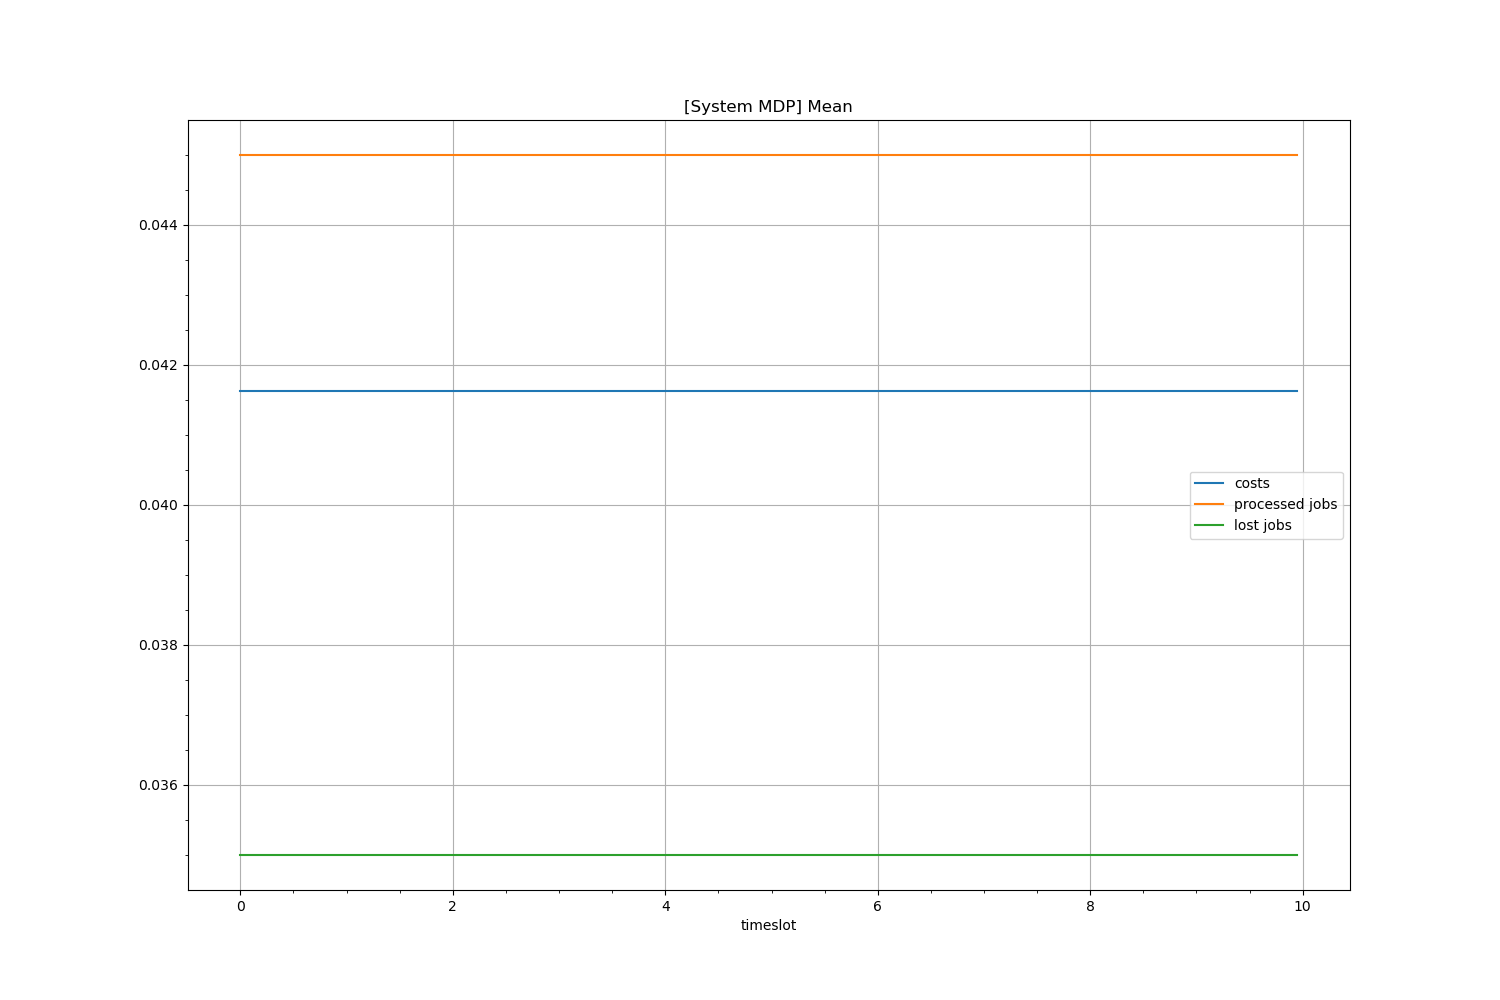 [System MDP] Mean
0.044
0.042
0.040
0.038
0.036
costs
processed jobs
lost jobs
0 2 4 6 8 10
timeslot